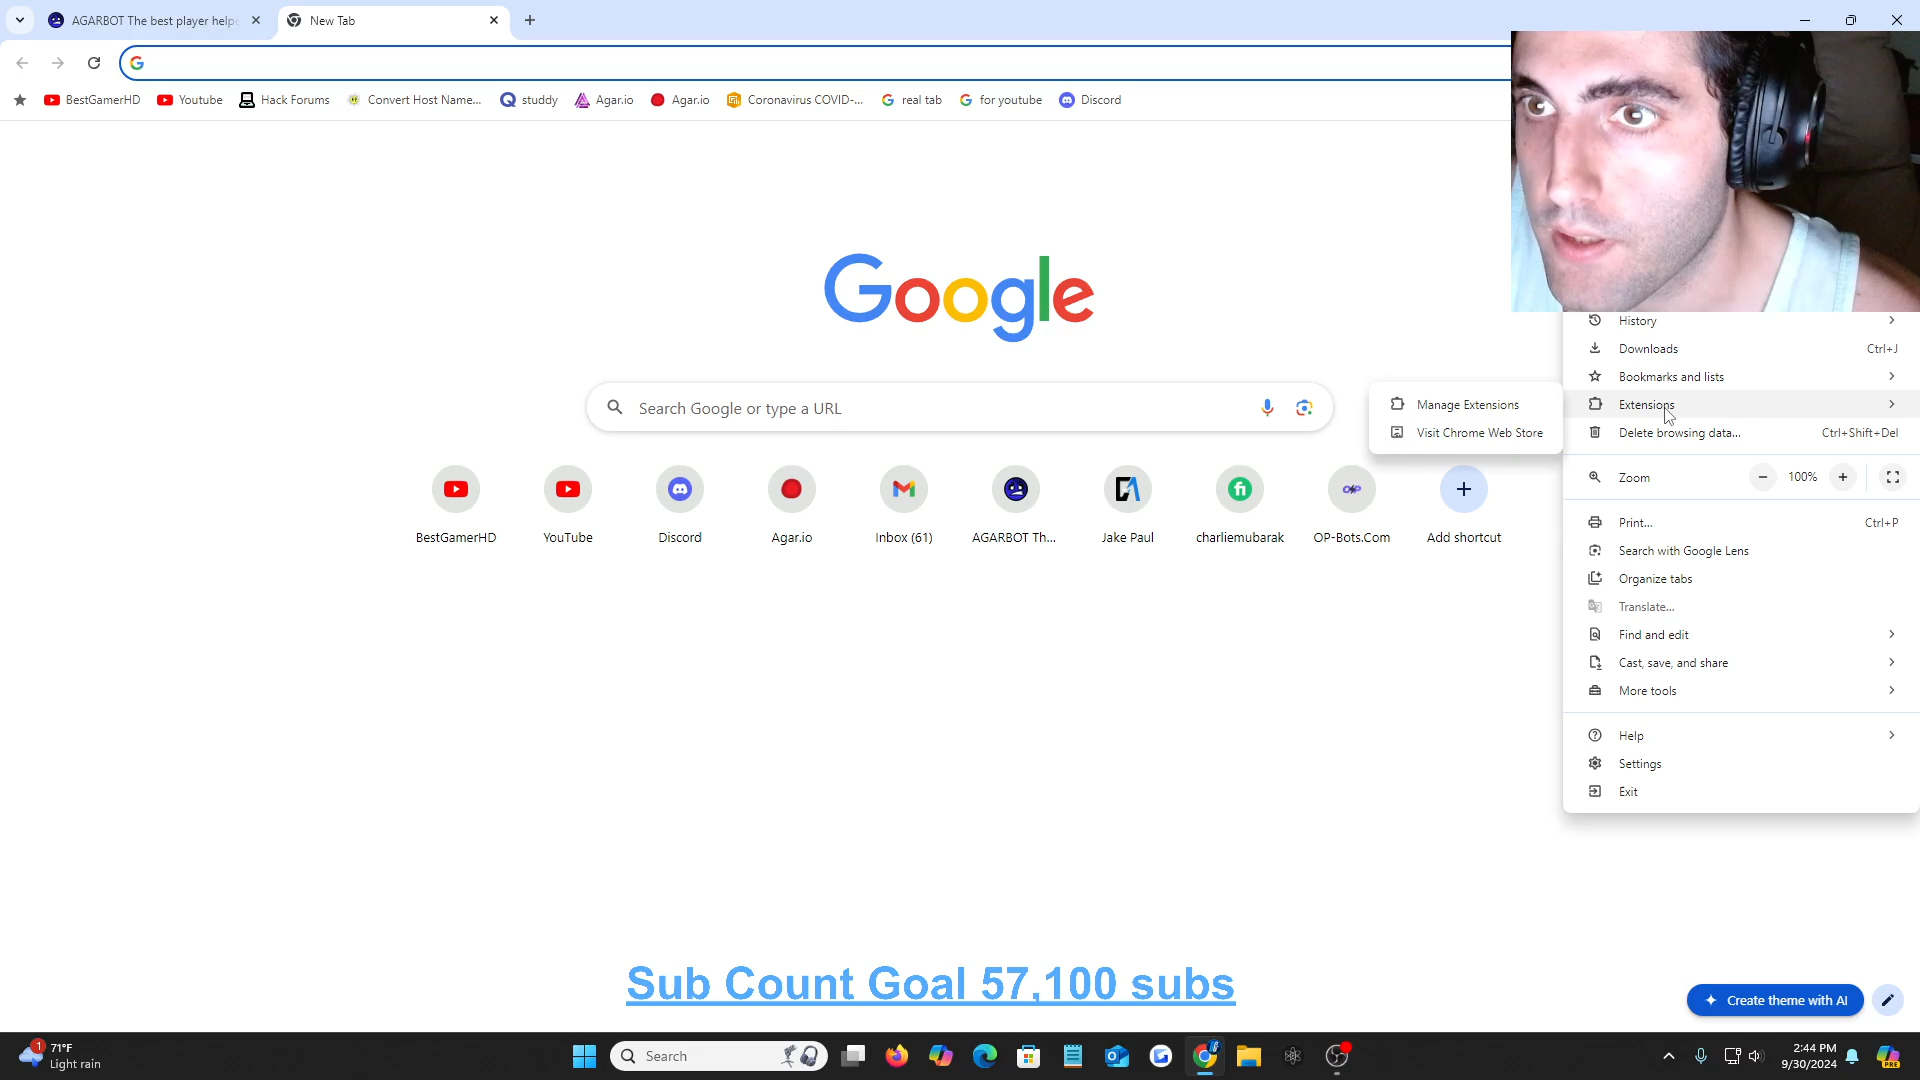 AGARBOT The best player helpe
New Tab
BestGamerHD
Youtube
Hack Forums
Convert Host Name...
studdy
Agar.io
Agar.io
Coronavirus COVID-...
real tab
for youtube
Discord
Google
Search Google or type a URL
BestGamerHD
YouTube
Discord
Agar.io
Inbox (61)
AGARBOT Th...
Jake Paul
charliemubarak
OP-Bots.Com
Add shortcut
Manage Extensions
Visit Chrome Web Store
History
Downloads Ctrl+J
Bookmarks and lists
Extensions
Delete browsing data... Ctrl+Shift+Del
Zoom 100%
Print... Ctrl+P
Search with Google Lens
Organize tabs
Translate...
Find and edit
Cast, save, and share
More tools
Help
Settings
Exit
Sub Count Goal 57,100 subs
Create theme with AI
1
71°F
Light rain
Search
2:44 PM
9/30/2024
PRE